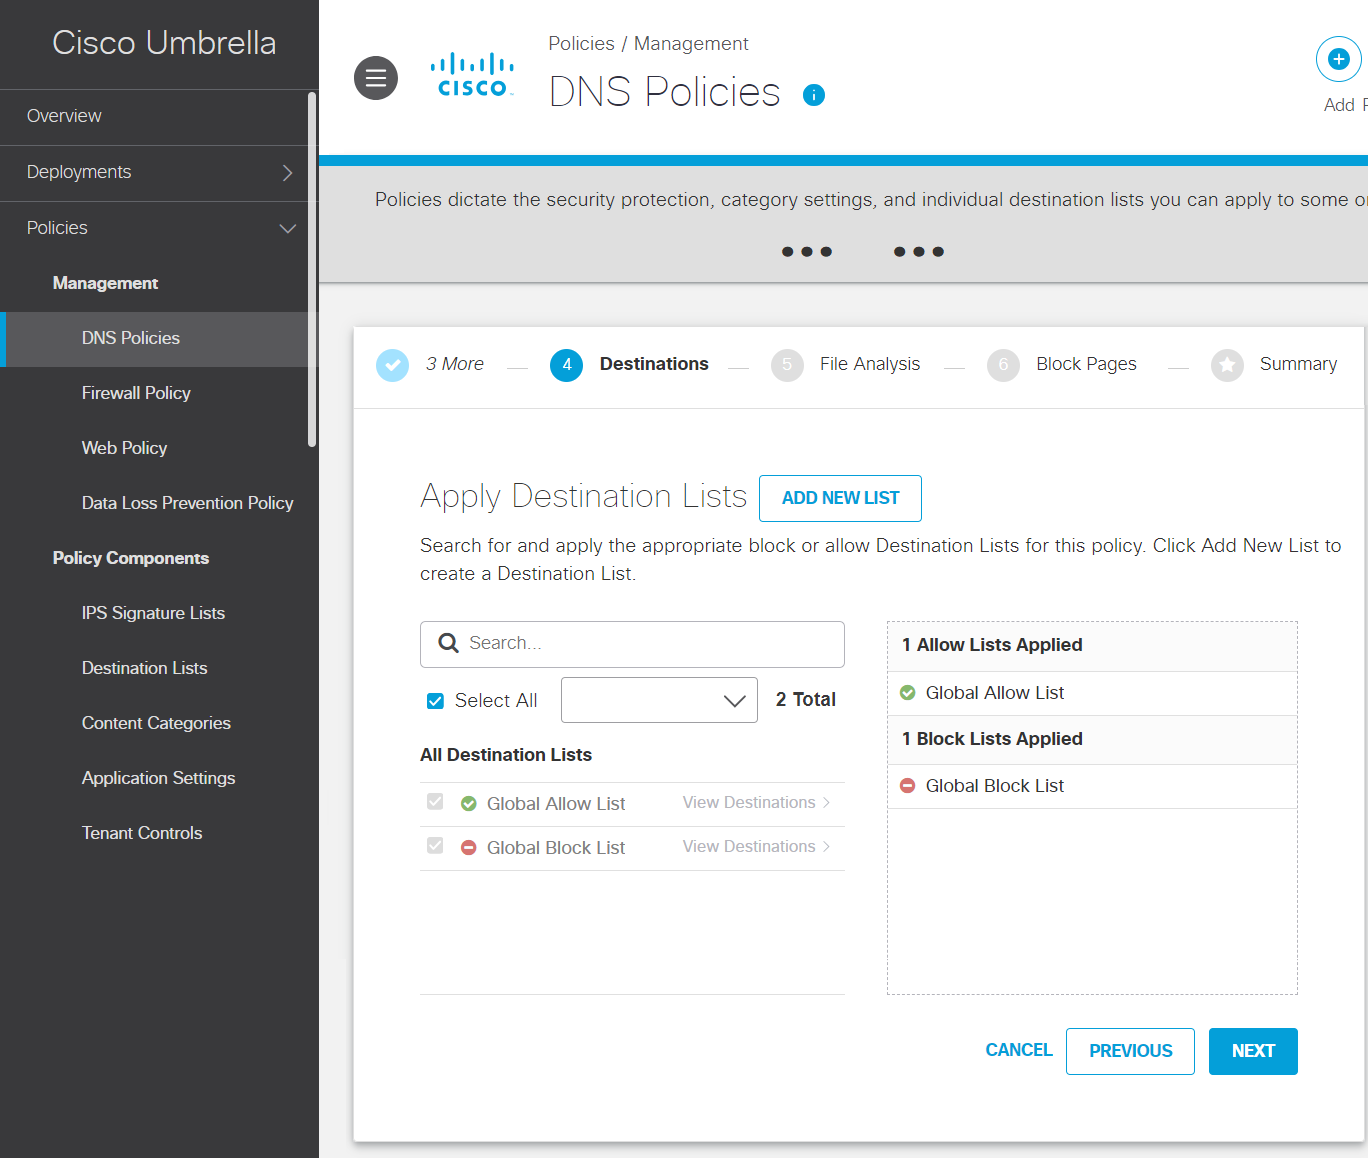 Cisco Umbrella
Overview
Deployments
Policies
Management
DNS Policies
Firewall Policy
Web Policy
Data Loss Prevention Policy
Policy Components
IPS Signature Lists
Destination Lists
Content Categories
Application Settings
Tenant Controls
CISCO
Policies / Management
DNS Policies
i
Add
Policies dictate the security protection, category settings, and individual destination lists you can apply to some
3 More
4 Destinations
5 File Analysis
6 Block Pages
Summary
Apply Destination Lists
ADD NEW LIST
Search for and apply the appropriate block or allow Destination Lists for this policy. Click Add New List to
create a Destination List.
Search...
Select All
2 Total
All Destination Lists
Global Allow List View Destinations
Global Block List View Destinations
1 Allow Lists Applied
Global Allow List
1 Block Lists Applied
Global Block List
CANCEL
PREVIOUS
NEXT